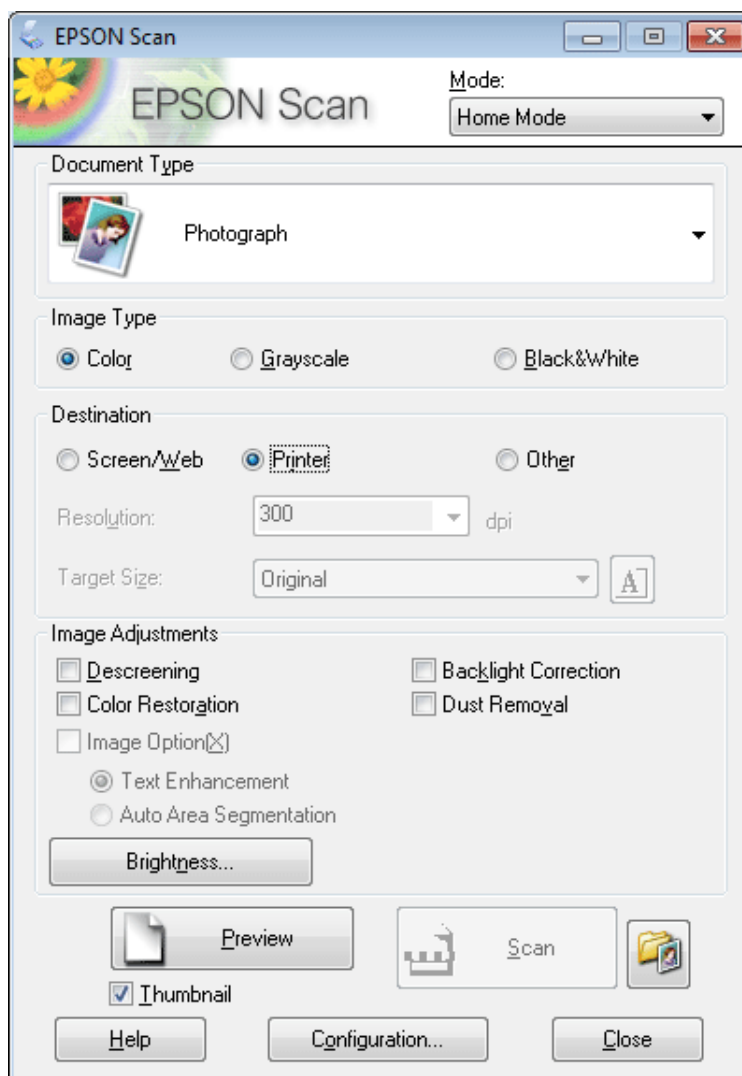 EPSON Scan
EPSON Scan
Mode:
Home Mode
Document Type
Photograph
Image Type
Color Grayscale Black&White
Destination
Screen/Web Printer Other
Resolution: 300 dpi
Target Size: Original A
Image Adjustments
Descreening Backlight Correction
Color Restoration Dust Removal
Image Option(X)
Text Enhancement
Auto Area Segmentation
Brightness...
Preview Scan
Thumbnail
Help Configuration... Close